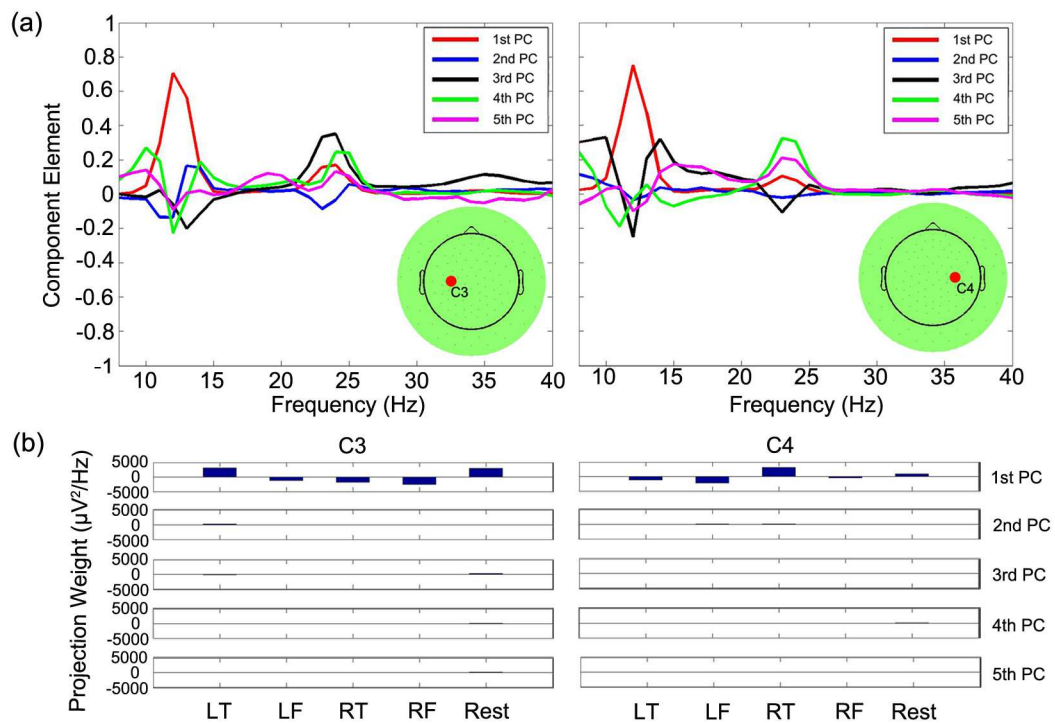 (a)
Component Element
1
0.8
0.6
0.4
0.2
0
-0.2
-0.4
-0.6
-0.8
-1
1st PC
2nd PC
3rd PC
4th PC
5th PC
C3
10 15 20 25 30 35 40
Frequency (Hz)
1st PC
2nd PC
3rd PC
4th PC
5th PC
C4
10 15 20 25 30 35 40
Frequency (Hz)
(b)
C3
C4
Projection Weight (µV²/Hz)
5000
0
-5000
1st PC
5000
0
-5000
2nd PC
5000
0
-5000
3rd PC
5000
0
-5000
4th PC
5000
0
-5000
5th PC
LT LF RT RF Rest
LT LF RT RF Rest